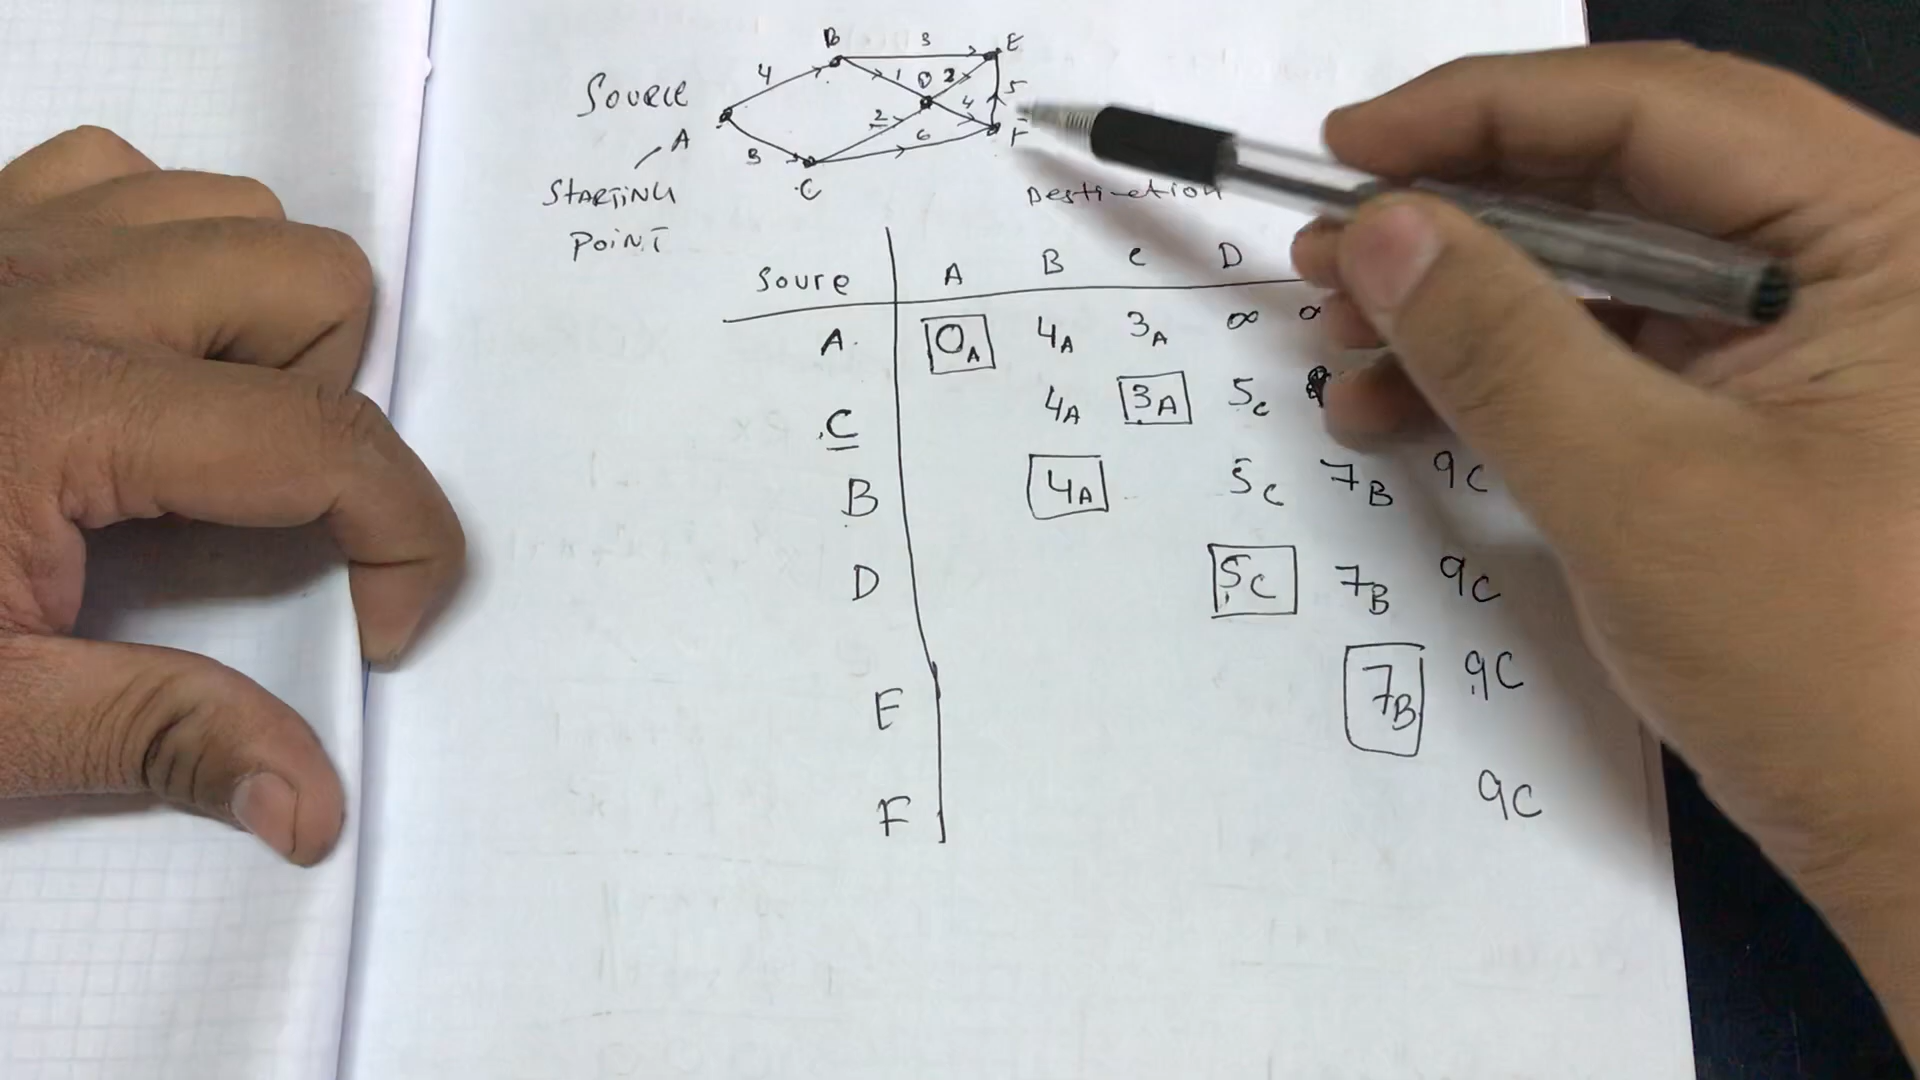 B 3 E
4 1 D 2 5
SOURCE
2 4
A 6 F
3
C
STARTING
POINT
Destinction
Soure A B C D
A. 0A 4A 3A ∞
.C 4A 3A 5C
B 4A 5C 7B 9C
D 5C 7B 9C
E 7B 9C
F 9C